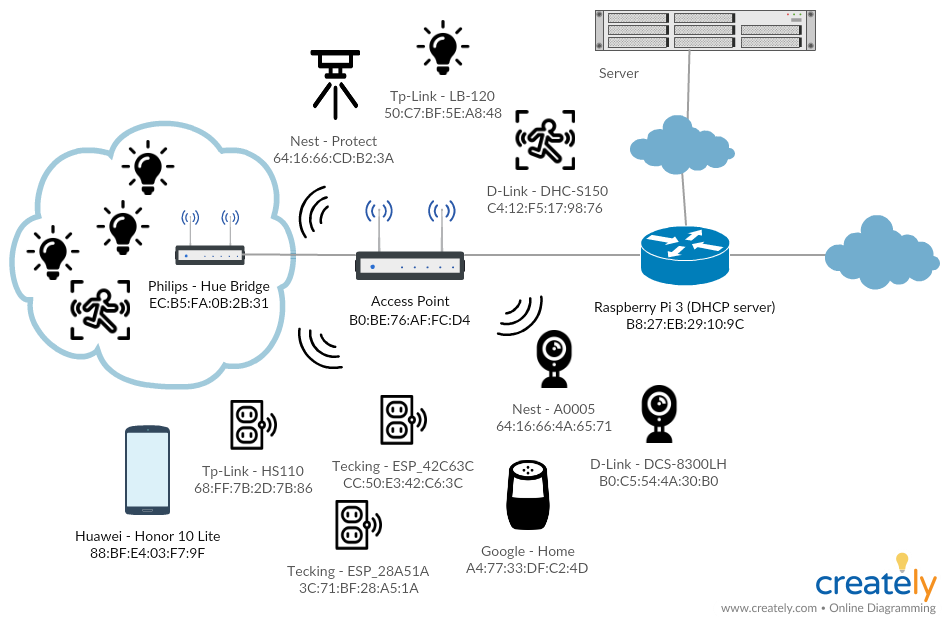 Tp-Link - LB-120
50:C7:BF:5E:A8:48
Server
Nest - Protect
64:16:66:CD:B2:3A
D-Link - DHC-S150
C4:12:F5:17:98:76
Philips - Hue Bridge
EC:B5:FA:0B:2B:31
Access Point
B0:BE:76:AF:FC:D4
Raspberry Pi 3 (DHCP server)
B8:27:EB:29:10:9C
Nest - A0005
64:16:66:4A:65:71
Tp-Link - HS110
68:FF:7B:2D:7B:86
Tecking - ESP_42C63C
CC:50:E3:42:C6:3C
D-Link - DCS-8300LH
B0:C5:54:4A:30:B0
Huawei - Honor 10 Lite
88:BF:E4:03:F7:9F
Tecking - ESP_28A51A
3C:71:BF:28:A5:1A
Google - Home
A4:77:33:DF:C2:4D
creately
www.creately.com • Online Diagramming